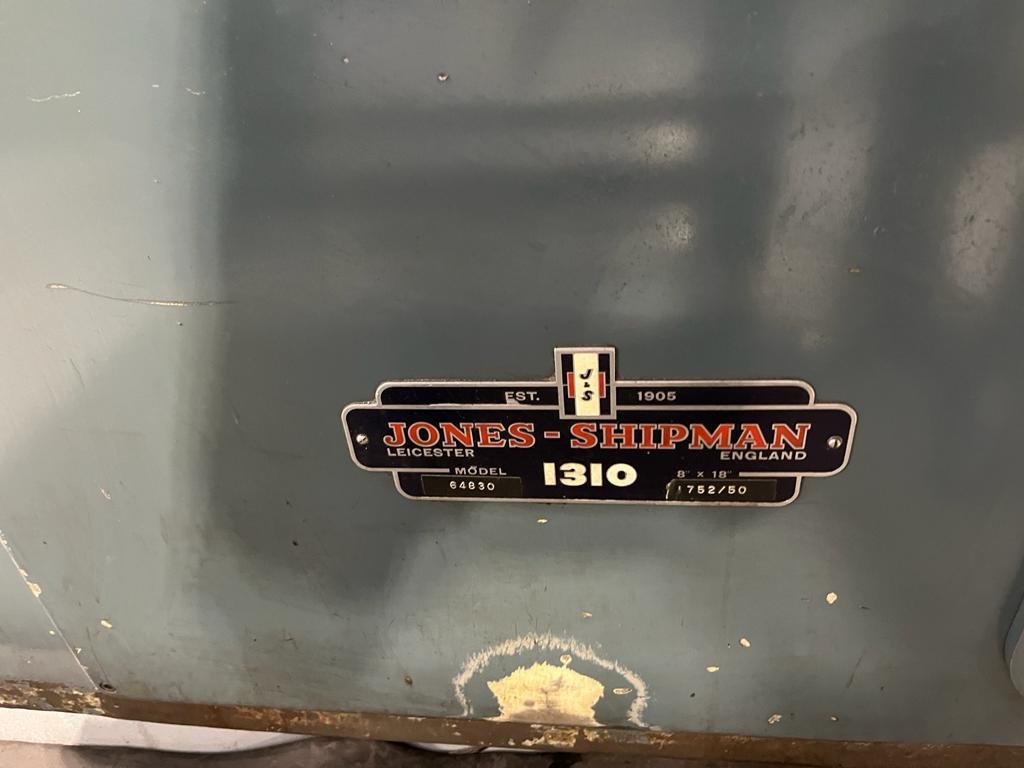 J
&
S
EST. 1905
JONES-SHIPMAN
LEICESTER ENGLAND
MODEL 1310 8" x 18"
64830 1752/50